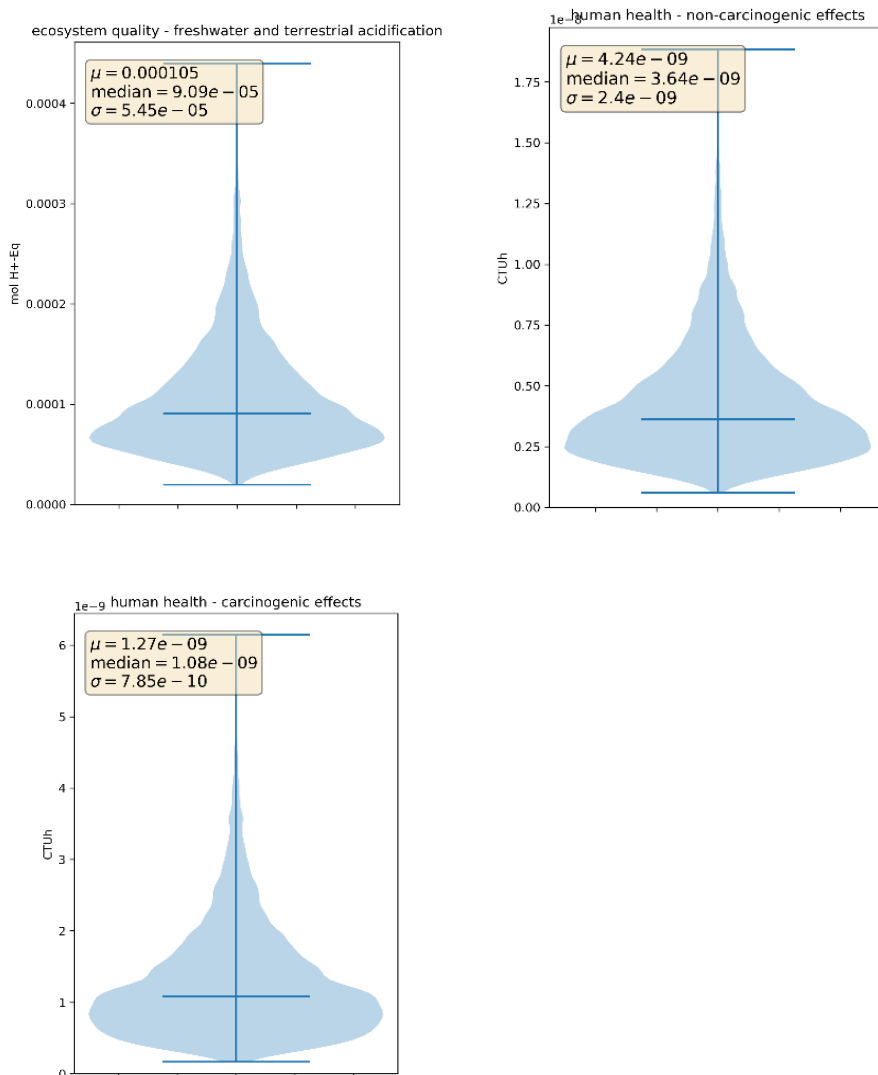 ecosystem quality - freshwater and terrestrial acidification
μ = 0.000105
median = 9.09e − 05
σ = 5.45e − 05
0.0004
0.0003
0.0002
0.0001
0.0000
mol H+-Eq
1e−8
human health - non-carcinogenic effects
μ = 4.24e − 09
median = 3.64e − 09
σ = 2.4e − 09
1.75
1.50
1.25
1.00
0.75
0.50
0.25
0.00
CTUh
1e−9
human health - carcinogenic effects
μ = 1.27e − 09
median = 1.08e − 09
σ = 7.85e − 10
6
5
4
3
2
1
0
CTUh